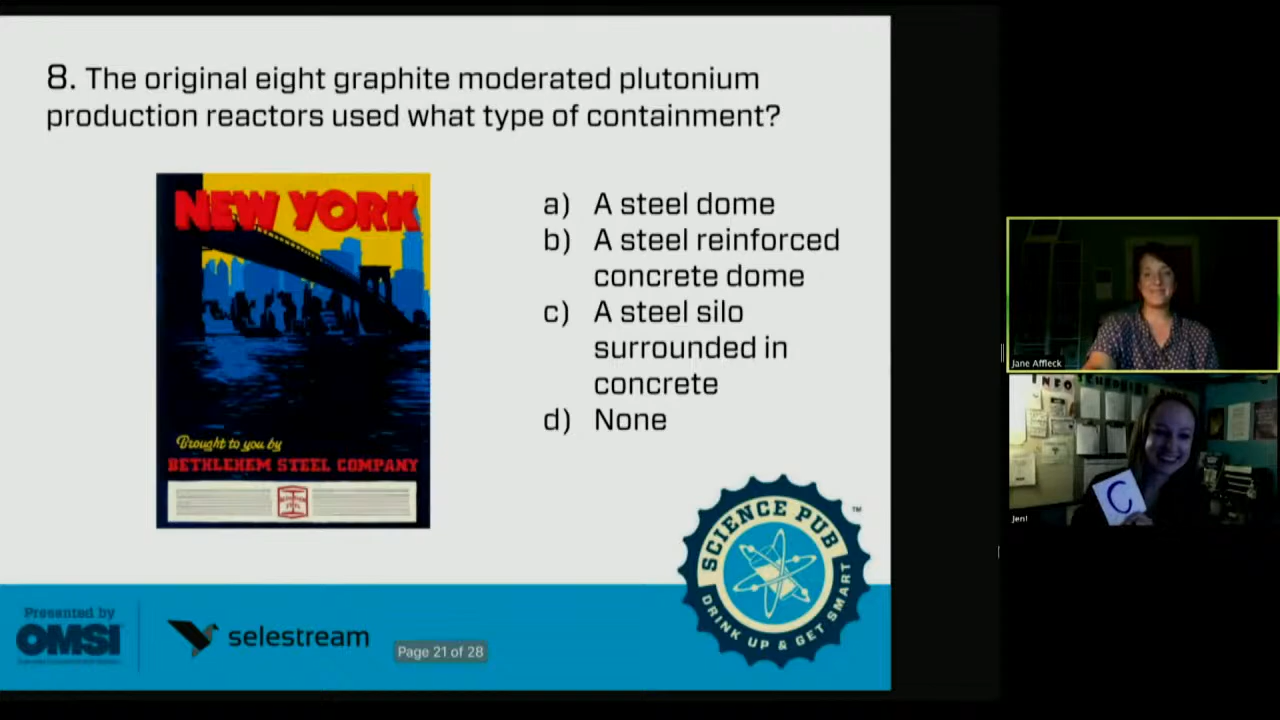 8. The original eight graphite moderated plutonium
production reactors used what type of containment?
NEW YORK
Brought to you by
BETHLEHEM STEEL COMPANY
a) A steel dome
b) A steel reinforced
concrete dome
c) A steel silo
surrounded in
concrete
d) None
SCIENCE PUB
DRINK UP & GET SMART
TM
Presented by
OMSI
selestream
Page 21 of 28
Jane Affleck
C
Jen!